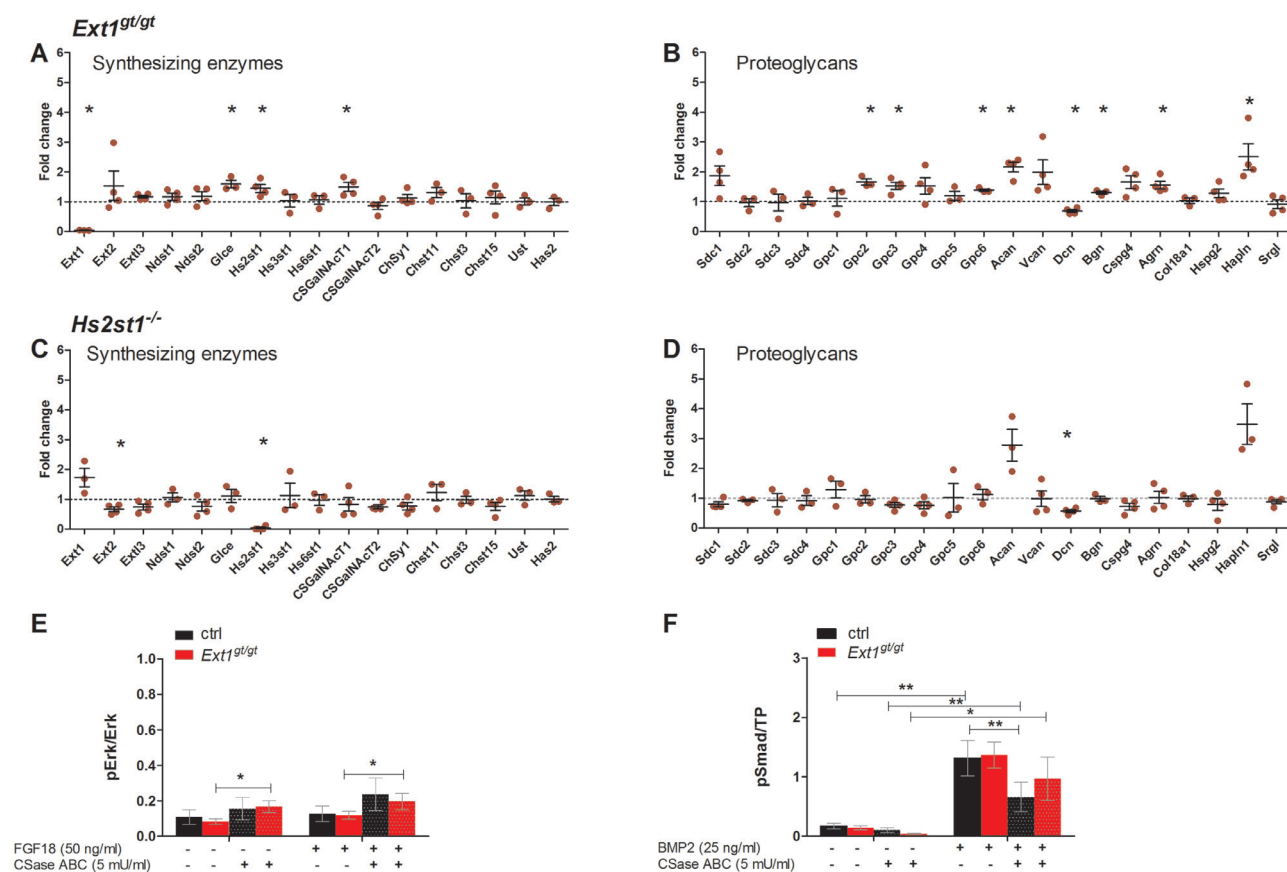 Ext1gt/gt
A Synthesizing enzymes
Fold change
6
5
4
3
2
1
0
* * * *
Ext1 Ext2 Extl3 Ndst1 Ndst2 Glce Hs2st1 Hs3st1 Hs6st1 CSGalNAcT1 CSGalNAcT2 ChSy1 Chst11 Chst3 Chst15 Ust Has2
B Proteoglycans
Fold change
6
5
4
3
2
1
0
* * * * * * * *
Sdc1 Sdc2 Sdc3 Sdc4 Gpc1 Gpc2 Gpc3 Gpc4 Gpc5 Gpc6 Acan Vcan Dcn Bgn Cspg4 Agrn Col18a1 Hspg2 Hapln Srgl
Hs2st1-/-
C Synthesizing enzymes
Fold change
6
5
4
3
2
1
0
* *
Ext1 Ext2 Extl3 Ndst1 Ndst2 Glce Hs2st1 Hs3st1 Hs6st1 CSGalNAcT1 CSGalNAcT2 ChSy1 Chst11 Chst3 Chst15 Ust Has2
D Proteoglycans
Fold change
6
5
4
3
2
1
0
*
Sdc1 Sdc2 Sdc3 Sdc4 Gpc1 Gpc2 Gpc3 Gpc4 Gpc5 Gpc6 Acan Vcan Dcn Bgn Cspg4 Agrn Col18a1 Hspg2 Hapln1 Srgl
E
ctrl
Ext1gt/gt
pErk/Erk
1.0
0.8
0.6
0.4
0.2
0.0
* *
FGF18 (50 ng/ml) - - - - + + + +
CSase ABC (5 mU/ml) - - + + - - + +
F
ctrl
Ext1gt/gt
pSmad/TP
3
2
1
0
**
**
*
**
BMP2 (25 ng/ml) - - - - + + + +
CSase ABC (5 mU/ml) - - + + - - + +